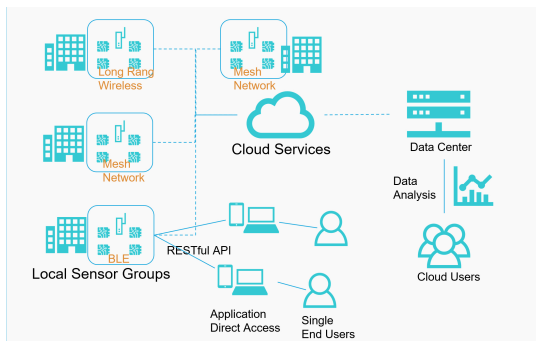 Long Rang
Wireless
Mesh
Network
Cloud Services
Data Center
Mesh
Network
Data
Analysis
BLE
RESTful API
Local Sensor Groups
Cloud Users
Application
Direct Access
Single
End Users